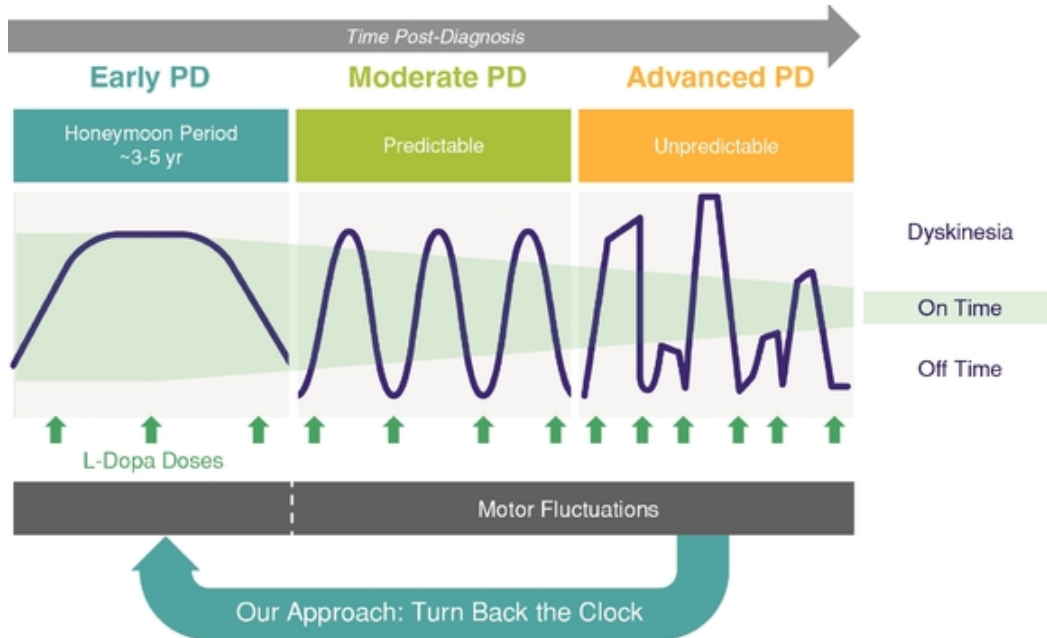 Time Post-Diagnosis
Early PD
Moderate PD
Advanced PD
Honeymoon Period
~3-5 yr
Predictable
Unpredictable
Dyskinesia
On Time
Off Time
L-Dopa Doses
Motor Fluctuations
Our Approach: Turn Back the Clock